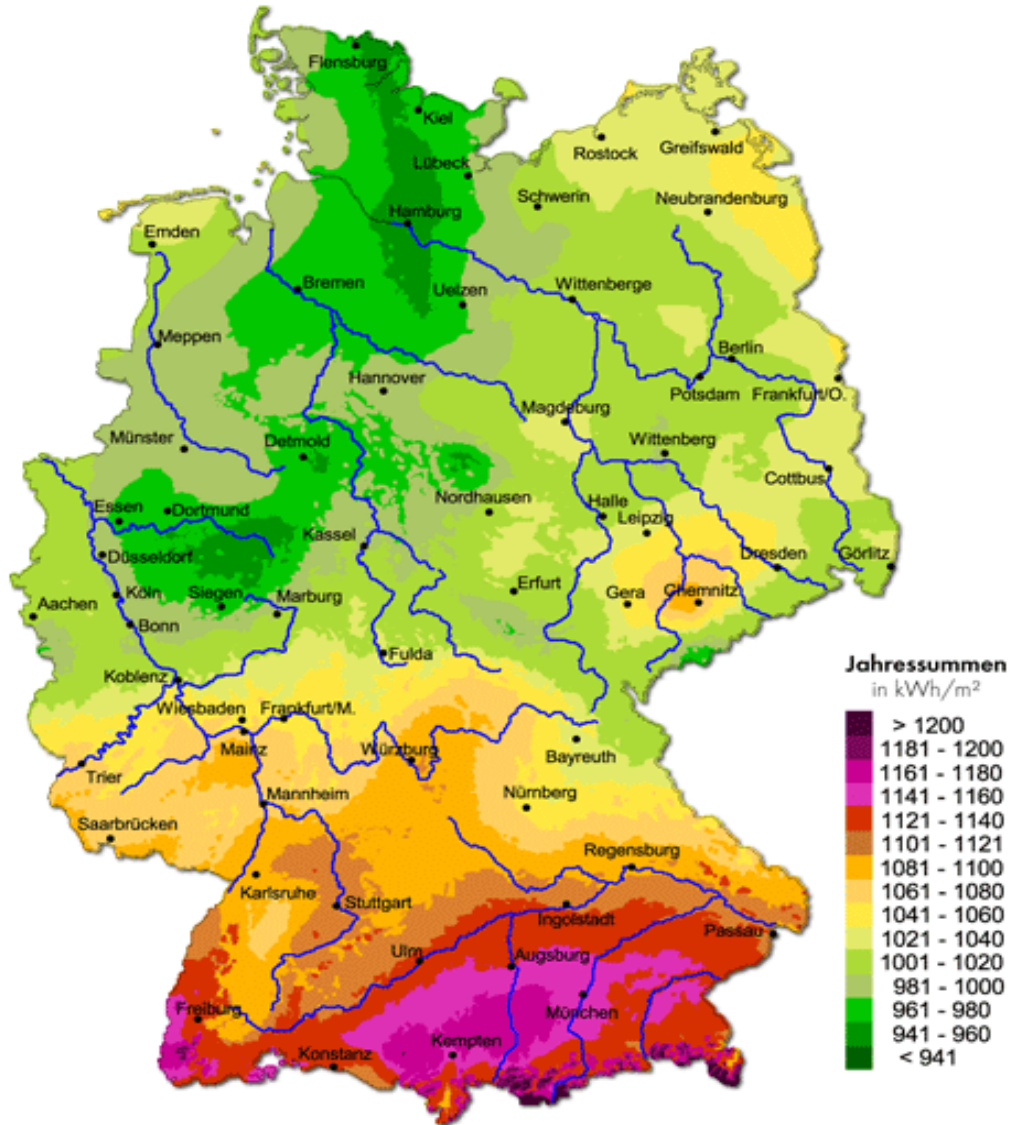 Flensburg
Kiel
Lübeck
Rostock
Greifswald
Schwerin
Neubrandenburg
Hamburg
Emden
Bremen
Uelzen
Wittenberge
Meppen
Berlin
Hannover
Potsdam
Frankfurt/O.
Magdeburg
Münster
Detmold
Wittenberg
Cottbus
Essen
Dortmund
Nordhausen
Halle
Leipzig
Düsseldorf
Kassel
Dresden
Görlitz
Aachen
Köln
Siegen
Marburg
Erfurt
Gera
Chemnitz
Bonn
Fulda
Koblenz
Wiesbaden
Frankfurt/M.
Mainz
Würzburg
Bayreuth
Trier
Mannheim
Nürnberg
Saarbrücken
Regensburg
Karlsruhe
Stuttgart
Ingolstadt
Passau
Ulm
Augsburg
Freiburg
München
Konstanz
Kempten
Jahressummen
in kWh/m²
> 1200
1181 - 1200
1161 - 1180
1141 - 1160
1121 - 1140
1101 - 1121
1081 - 1100
1061 - 1080
1041 - 1060
1021 - 1040
1001 - 1020
981 - 1000
961 - 980
941 - 960
< 941